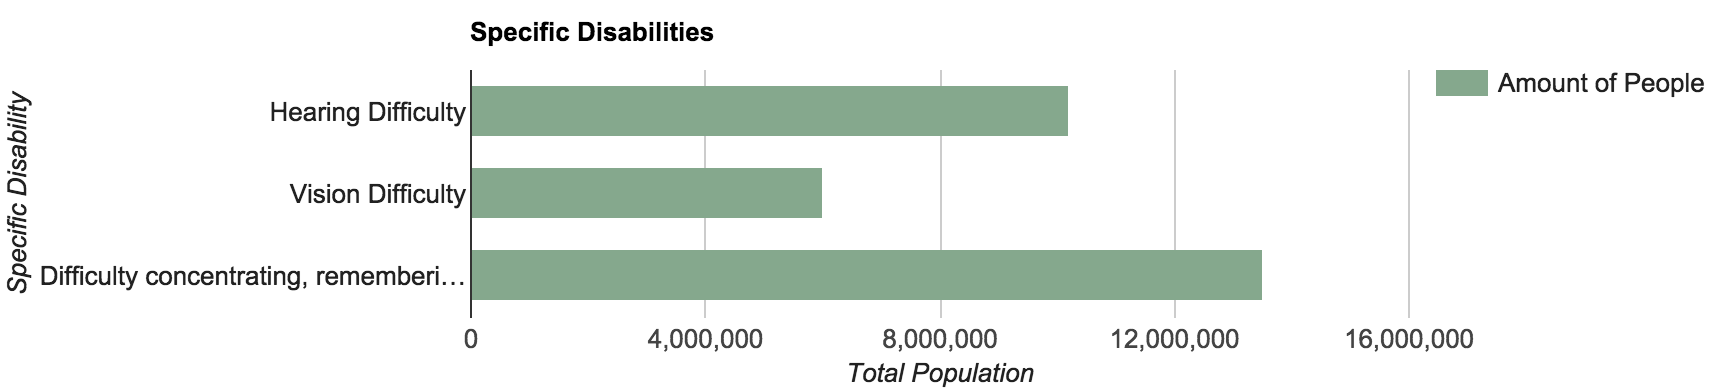 Specific Disabilities
Amount of People
Specific Disability
Hearing Difficulty
Vision Difficulty
Difficulty concentrating, rememberi…
0 4,000,000 8,000,000 12,000,000 16,000,000
Total Population